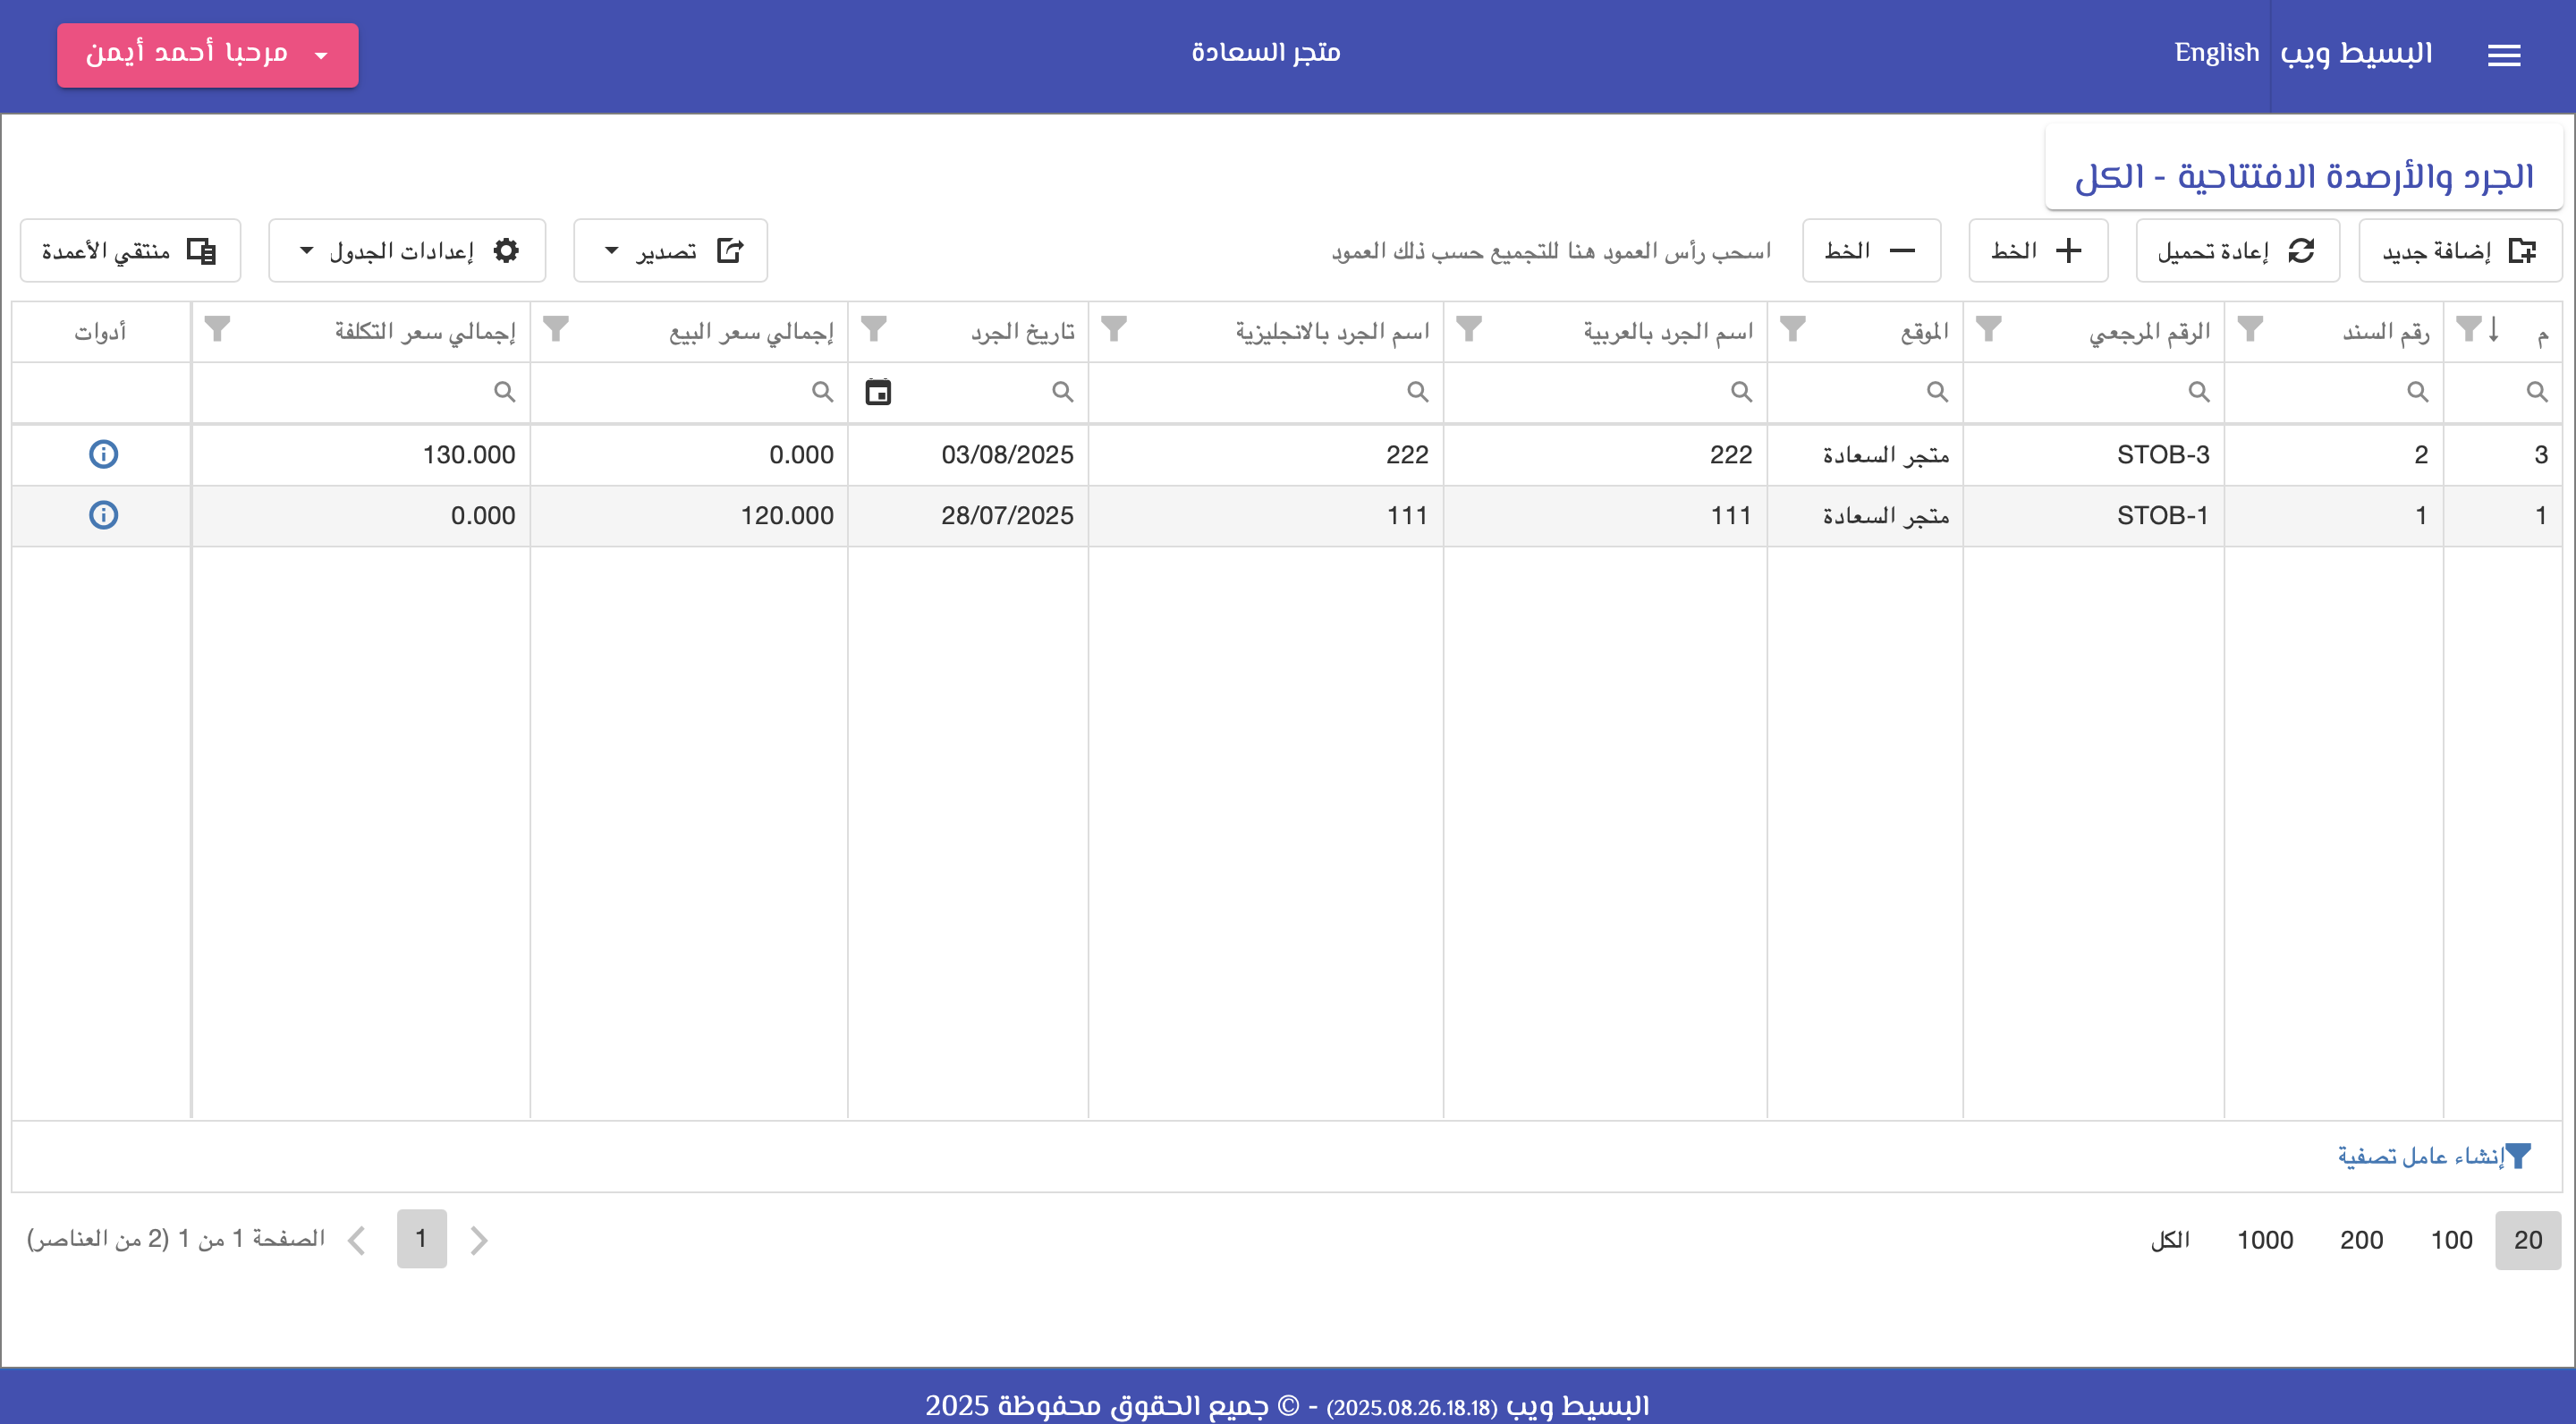 البسيط ويب English متجر السعادة مرحبا أحمد أيمن
الجرد والأرصدة الافتتاحية - الكل
إضافة جديد إعادة تحميل الخط الخط اسحب رأس العمود هنا للتجميع حسب ذلك العمود تصدير إعدادات الجدول منتقي الأعمدة
م رقم السند الرقم المرجعي الموقع اسم الجرد بالعربية اسم الجرد بالانجليزية تاريخ الجرد إجمالي سعر البيع إجمالي سعر التكلفة أدوات
3 2 STOB-3 متجر السعادة 222 222 03/08/2025 0.000 130.000
1 1 STOB-1 متجر السعادة 111 111 28/07/2025 120.000 0.000
إنشاء عامل تصفية
20 100 200 1000 الكل 1 الصفحة 1 من 1 (2 من العناصر)
البسيط ويب (2025.08.26.18.18) - © جميع الحقوق محفوظة 2025